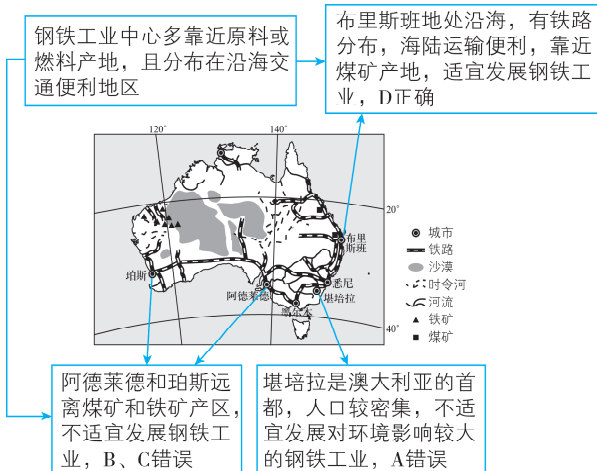 钢铁工业中心多靠近原料或
燃料产地，且分布在沿海交
通便利地区
布里斯班地处沿海，有铁路
分布，海陆运输便利，靠近
煤矿产地，适宜发展钢铁工
业，D正确
120°
140°
20°
40°
布里
斯班
珀斯
阿德莱德
悉尼
堪培拉
墨尔本
城市
铁路
沙漠
时令河
河流
铁矿
煤矿
阿德莱德和珀斯远
离煤矿和铁矿产区，
不适宜发展钢铁工
业，B、C错误
堪培拉是澳大利亚的首
都，人口较密集，不适
宜发展对环境影响较大
的钢铁工业，A错误